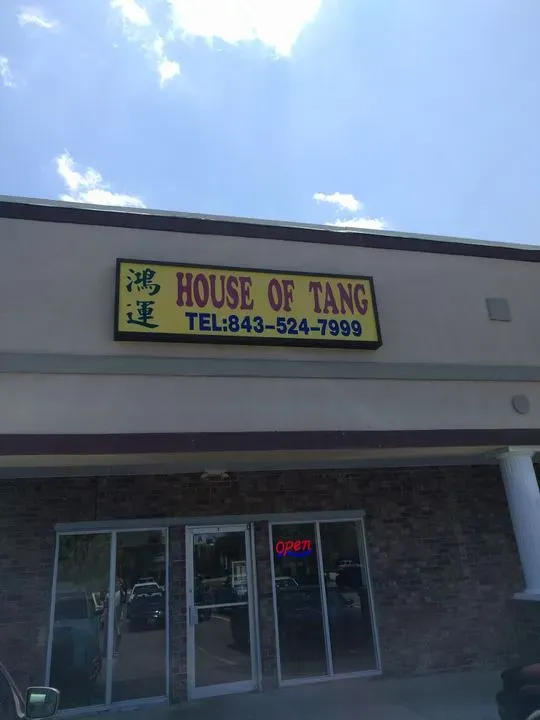 鴻運
HOUSE OF TANG
TEL:843-524-7999
open